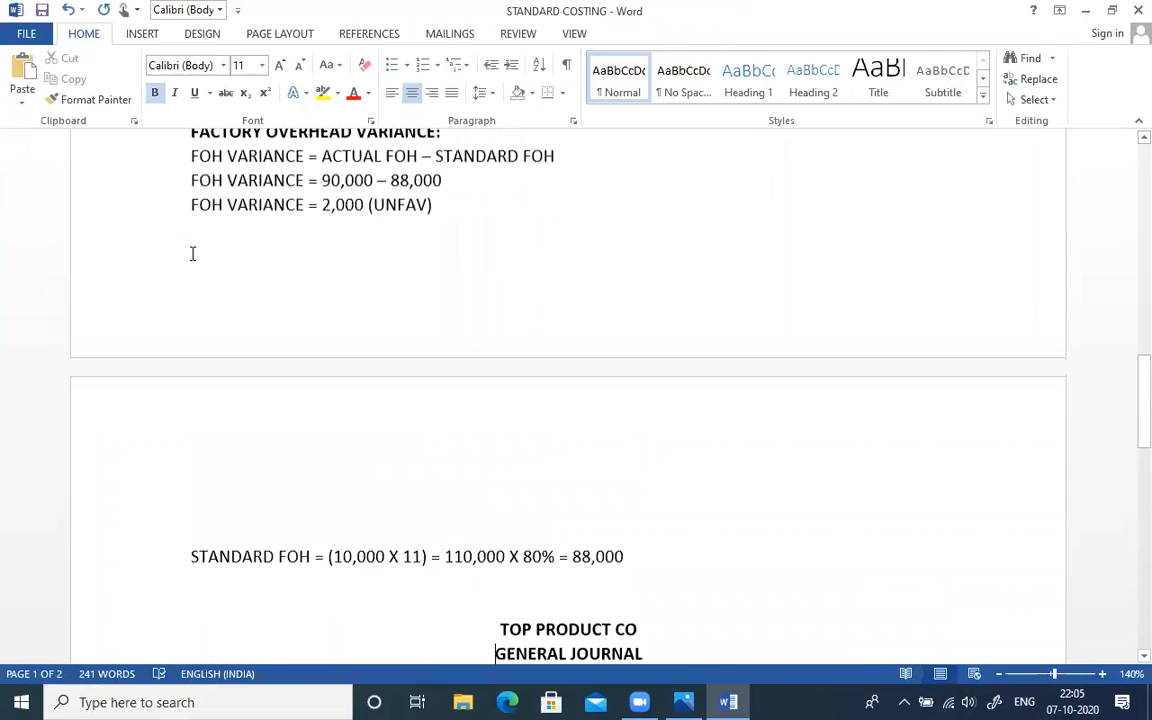 Calibri (Body
STANDARD COSTING - Word
?
FILE
HOME
INSERT
DESIGN
PAGE LAYOUT
REFERENCES
MAILINGS
REVIEW
VIEW
Sign in
Paste
Cut
Copy
Format Painter
Clipboard
Calibri (Body)
11
Font
Paragraph
AaBbCcDc
¶ Normal
AaBbCcDc
¶ No Spac...
AaBbCc
Heading 1
AaBbCcD
Heading 2
AaBl
Title
AaBbCcD
Subtitle
Styles
Find
Replace
Select
Editing
FACTORY OVERHEAD VARIANCE:
FOH VARIANCE = ACTUAL FOH – STANDARD FOH
FOH VARIANCE = 90,000 – 88,000
FOH VARIANCE = 2,000 (UNFAV)
STANDARD FOH = (10,000 X 11) = 110,000 X 80% = 88,000
TOP PRODUCT CO
GENERAL JOURNAL
PAGE 1 OF 2
241 WORDS
ENGLISH (INDIA)
140%
Type here to search
ENG
22:05
07-10-2020